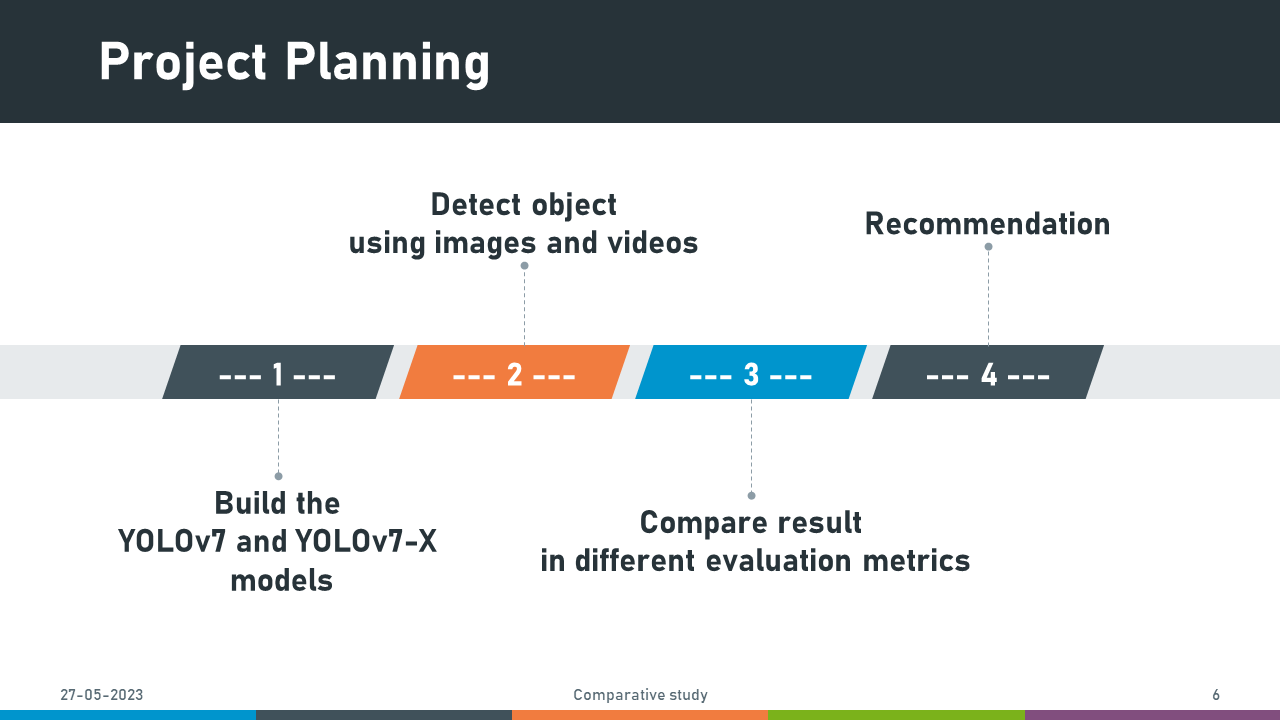 Project Planning
Detect object
using images and videos
Recommendation
--- 1 ---
--- 2 ---
--- 3 ---
--- 4 ---
Build the
YOLOv7 and YOLOv7-X
models
Compare result
in different evaluation metrics
27-05-2023
Comparative study
6